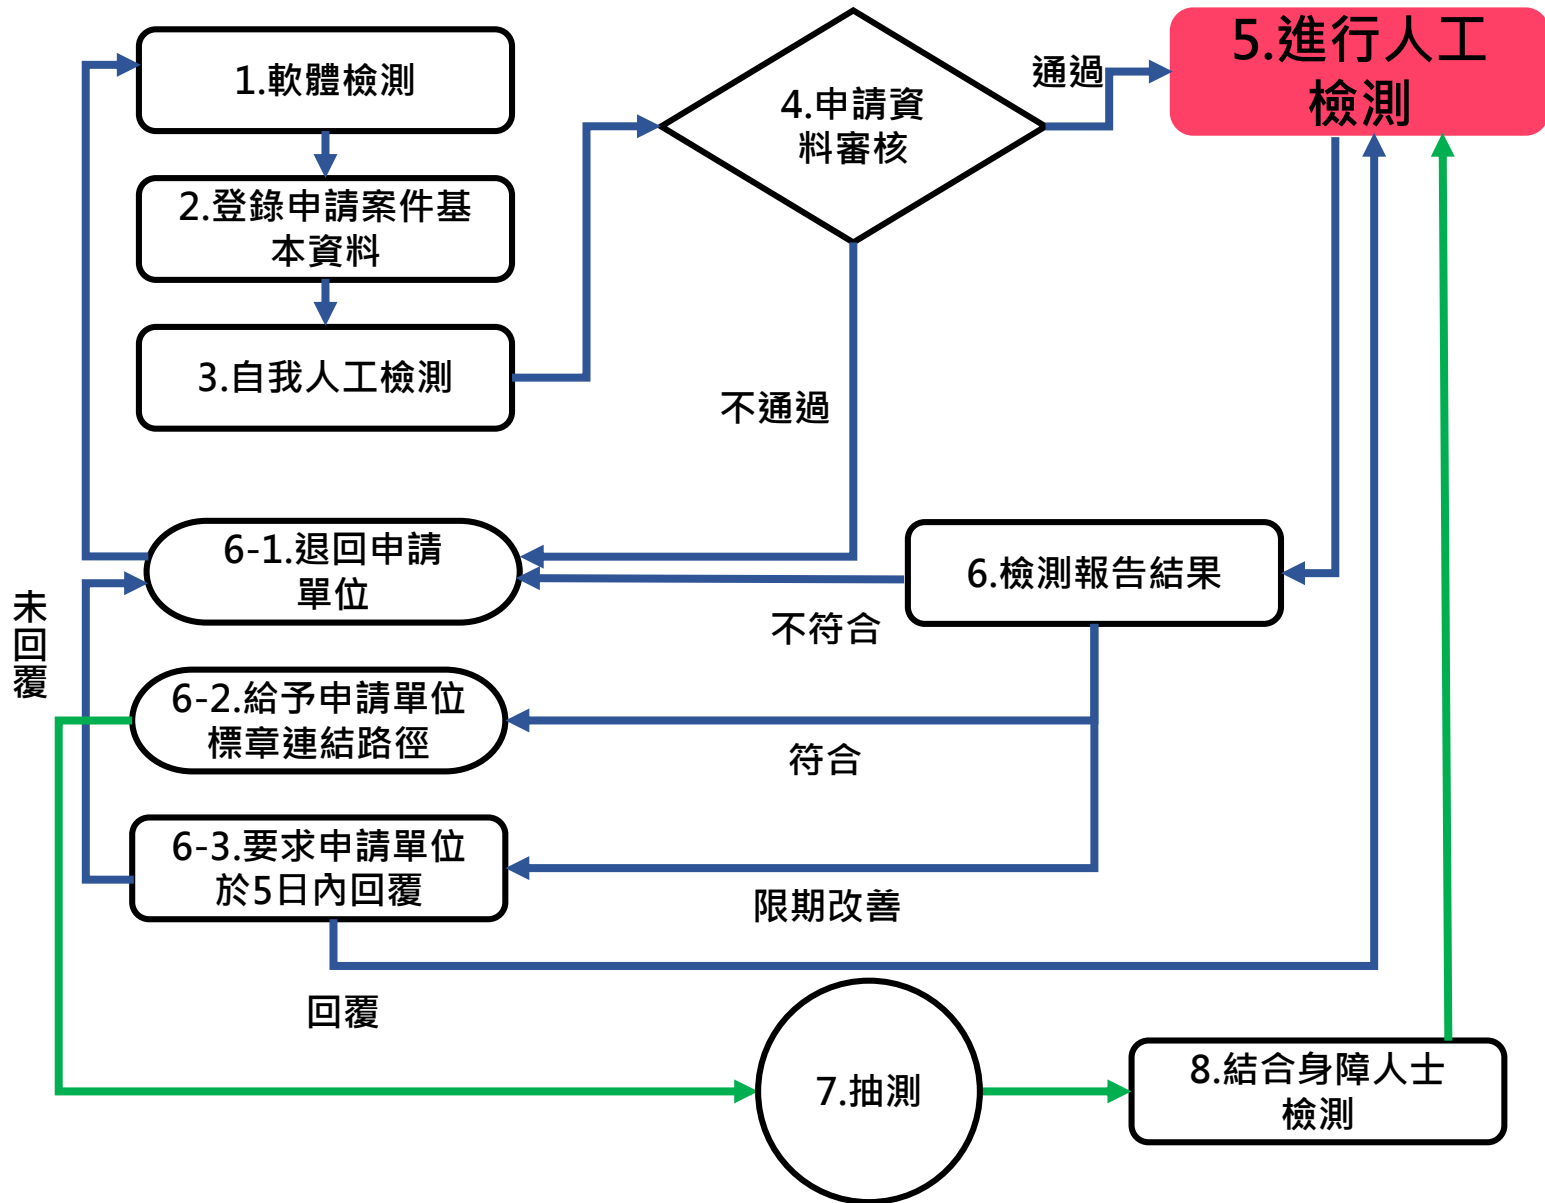 1.軟體檢測
2.登錄申請案件基
本資料
3.自我人工檢測
4.申請資
料審核
通過
5.進行人工
檢測
不通過
6-1.退回申請
單位
6.檢測報告結果
不符合
未回覆
6-2.給予申請單位
標章連結路徑
符合
6-3.要求申請單位
於5日內回覆
限期改善
回覆
7.抽測
8.結合身障人士
檢測